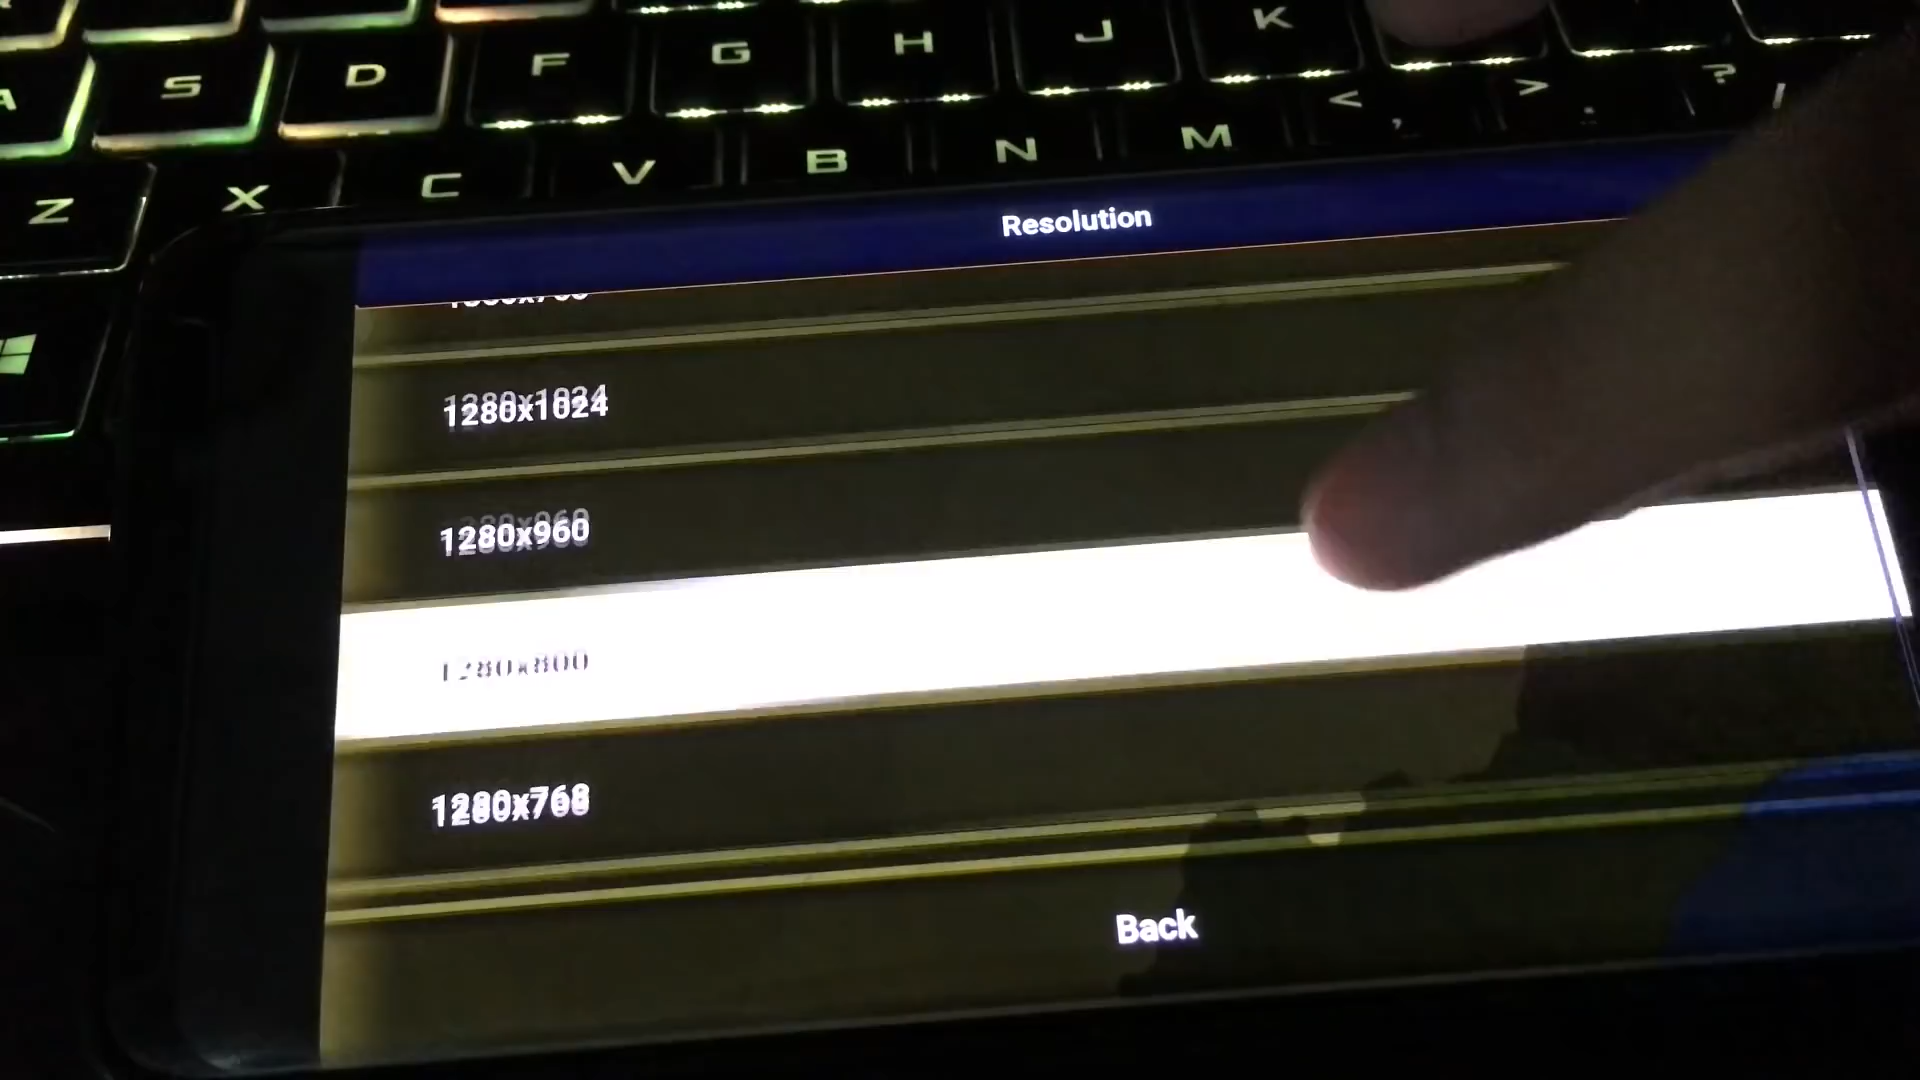 S D F G H J K
Z X C V B N M < , > . ? /
Resolution
1280x1024
1280x960
1280x800
1280x768
Back